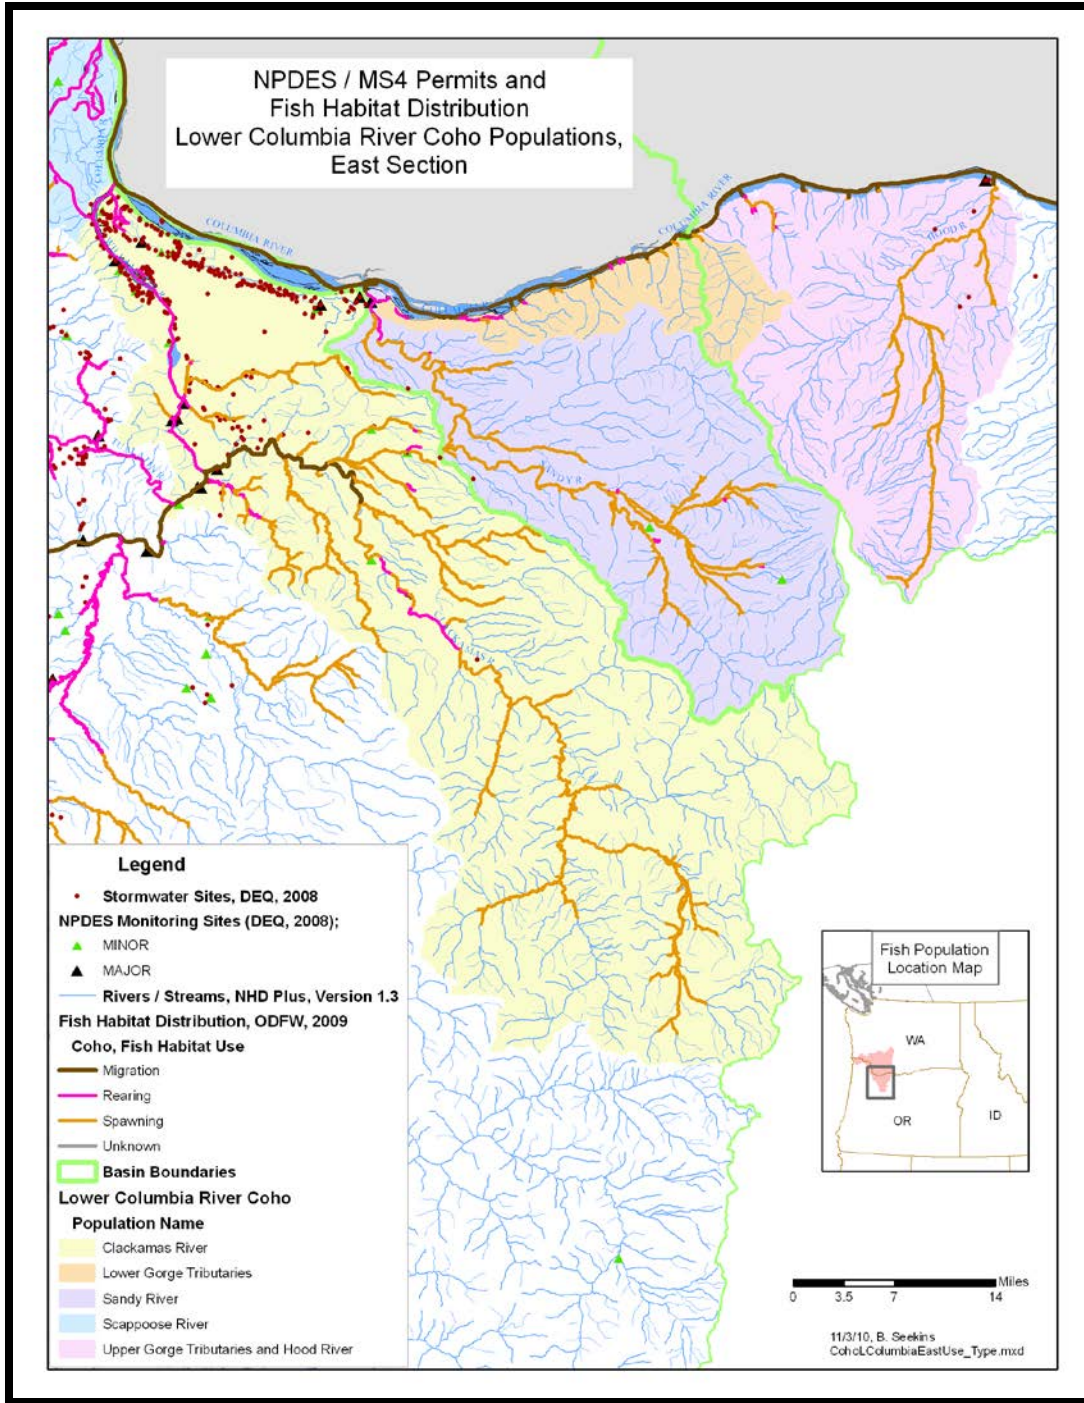 NPDES / MS4 Permits and
Fish Habitat Distribution
Lower Columbia River Coho Populations,
East Section
COLUMBIA R
COLUMBIA RIVER
COLUMBIA RIVER
HOOD R
SANDY R
Legend
Stormwater Sites, DEQ, 2008
NPDES Monitoring Sites (DEQ, 2008);
MINOR
MAJOR
Rivers / Streams, NHD Plus, Version 1.3
Fish Habitat Distribution, ODFW, 2009
Coho, Fish Habitat Use
Migration
Rearing
Spawning
Unknown
Basin Boundaries
Lower Columbia River Coho
Population Name
Clackamas River
Lower Gorge Tributaries
Sandy River
Scappoose River
Upper Gorge Tributaries and Hood River
Fish Population
Location Map
WA
OR
ID
Miles
0 3.5 7 14
11/3/10, B. Seekins
CohoLColumbiaEastUse_Type.mxd